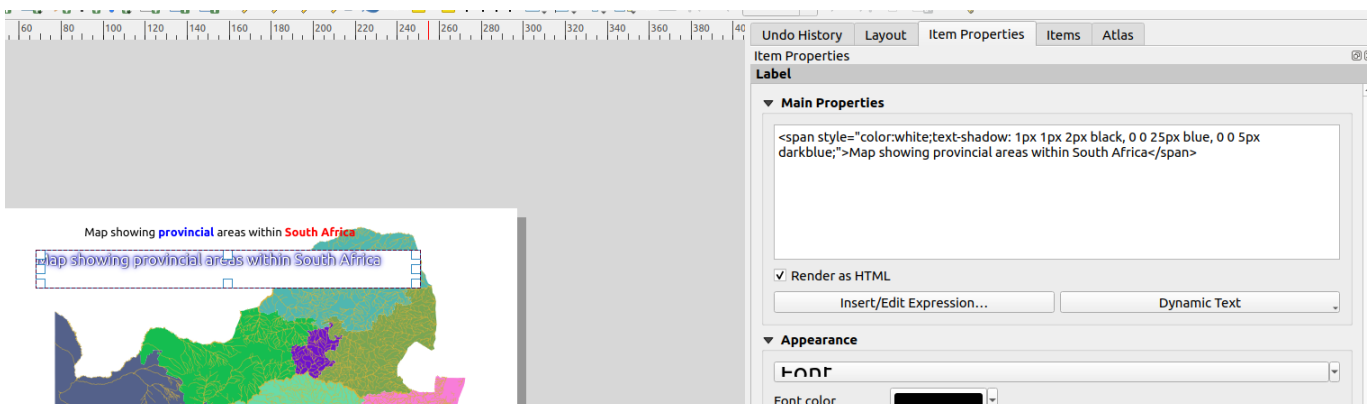 60 80 100 120 140 160 180 200 220 240 260 280 300 320 340 360 380 40
Undo History Layout Item Properties Items Atlas
Item Properties
Label
Main Properties
<span style="color:white;text-shadow: 1px 1px 2px black, 0 0 25px blue, 0 0 5px
darkblue;">Map showing provincial areas within South Africa</span>
Map showing provincial areas within South Africa
Map showing provincial areas within South Africa
Render as HTML
Insert/Edit Expression... Dynamic Text
Appearance
Font
Font color